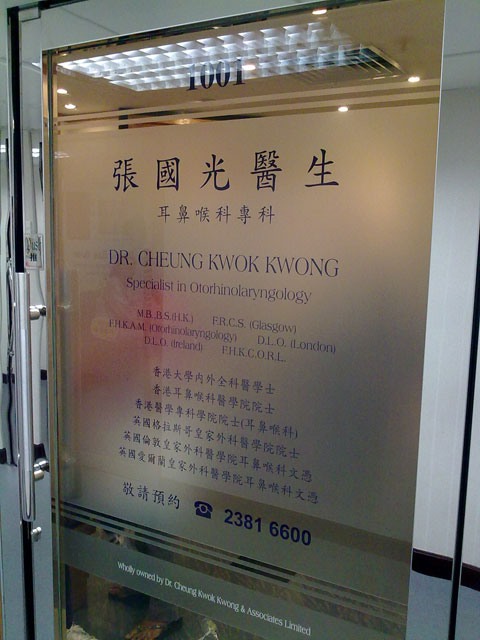 1001
張國光醫生
耳鼻喉科專科
DR. CHEUNG KWOK KWONG
Specialist in Otorhinolaryngology
M.B.,B.S.(H.K.) F.R.C.S. (Glasgow)
F.H.K.A.M. (Otorhinolaryngology) D.L.O. (London)
D.L.O. (Ireland) F.H.K.C.O.R.L.
香港大學內外全科醫學士
香港耳鼻喉科醫學院院士
香港醫學專科學院院士(耳鼻喉科)
英國格拉斯哥皇家外科醫學院院士
英國倫敦皇家外科醫學院耳鼻喉科文憑
英國愛爾蘭皇家外科醫學院耳鼻喉科文憑
敬請預約 ☎ 2381 6600
wholly owned by Dr. Cheung Kwok Kwong & Associates Limited